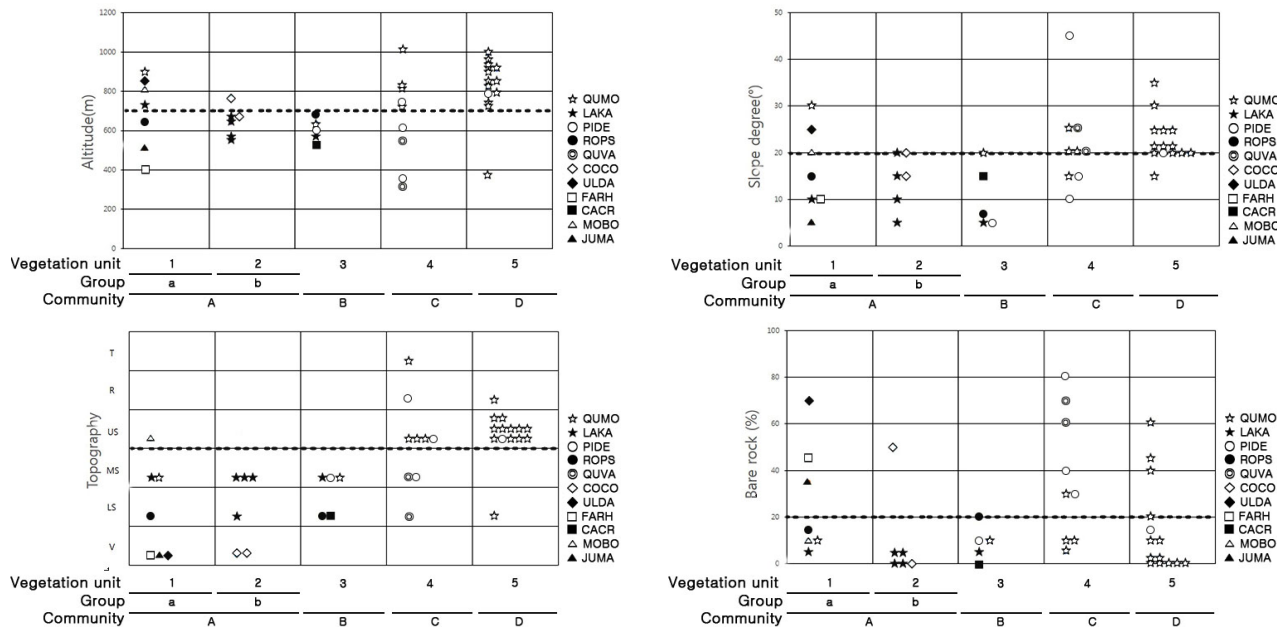 1200
1000
800
600
400
200
0
Altitude(m)
QUMO
LAKA
PIDE
ROPS
QUVA
COCO
ULDA
FARH
CACR
MOBO
JUMA
Vegetation unit 1 2 3 4 5
Group a b
Community A B C D
50
40
30
20
10
0
Slope degree(°)
QUMO
LAKA
PIDE
ROPS
QUVA
COCO
ULDA
FARH
CACR
MOBO
JUMA
Vegetation unit 1 2 3 4 5
Group a b
Community A B C D
T
R
US
MS
LS
V
Topography
QUMO
LAKA
PIDE
ROPS
QUVA
COCO
ULDA
FARH
CACR
MOBO
JUMA
Vegetation unit 1 2 3 4 5
Group a b
Community A B C D
100
80
60
40
20
0
Bare rock (%)
QUMO
LAKA
PIDE
ROPS
QUVA
COCO
ULDA
FARH
CACR
MOBO
JUMA
Vegetation unit 1 2 3 4 5
Group a b
Community A B C D